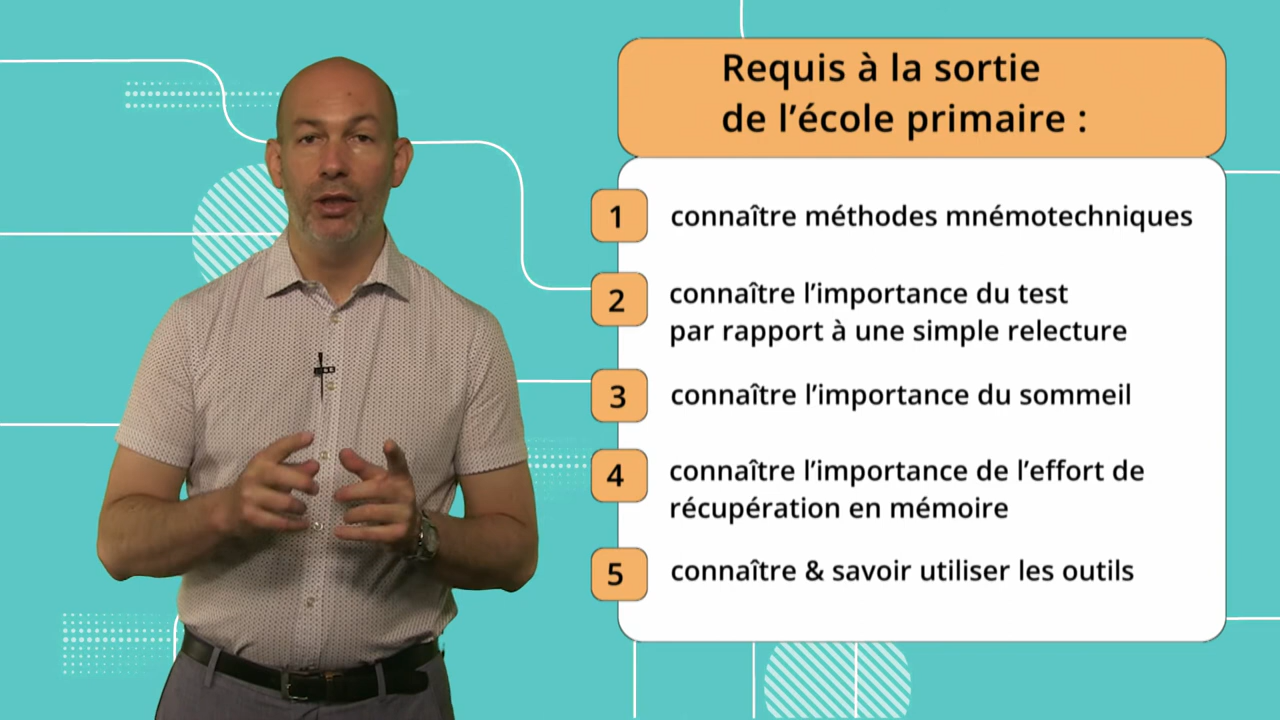 Requis à la sortie
de l’école primaire :
1 connaître méthodes mnémotechniques
2 connaître l’importance du test
par rapport à une simple relecture
3 connaître l’importance du sommeil
4 connaître l’importance de l’effort de
récupération en mémoire
5 connaître & savoir utiliser les outils